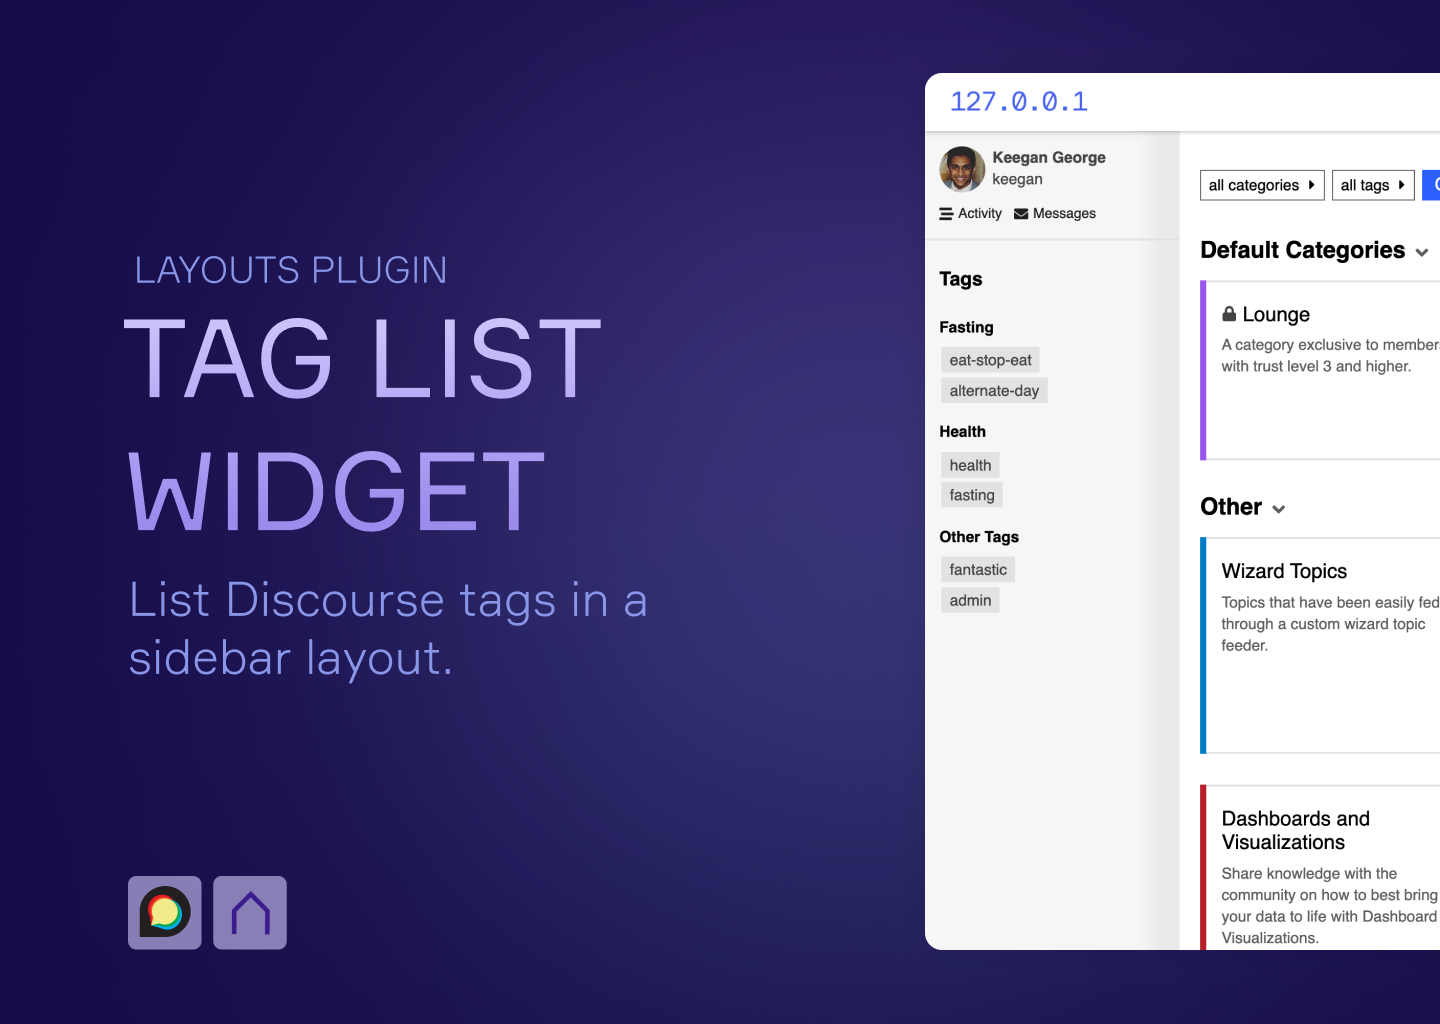 LAYOUTS PLUGIN
TAG LIST
WIDGET
List Discourse tags in a
sidebar layout.
127.0.0.1
Keegan George
keegan
Activity Messages
Tags
Fasting
eat-stop-eat
alternate-day
Health
health
fasting
Other Tags
fantastic
admin
all categories all tags
Default Categories
Lounge
A category exclusive to member
with trust level 3 and higher.
Other
Wizard Topics
Topics that have been easily fed
through a custom wizard topic
feeder.
Dashboards and
Visualizations
Share knowledge with the
community on how to best bring
your data to life with Dashboard
Visualizations.